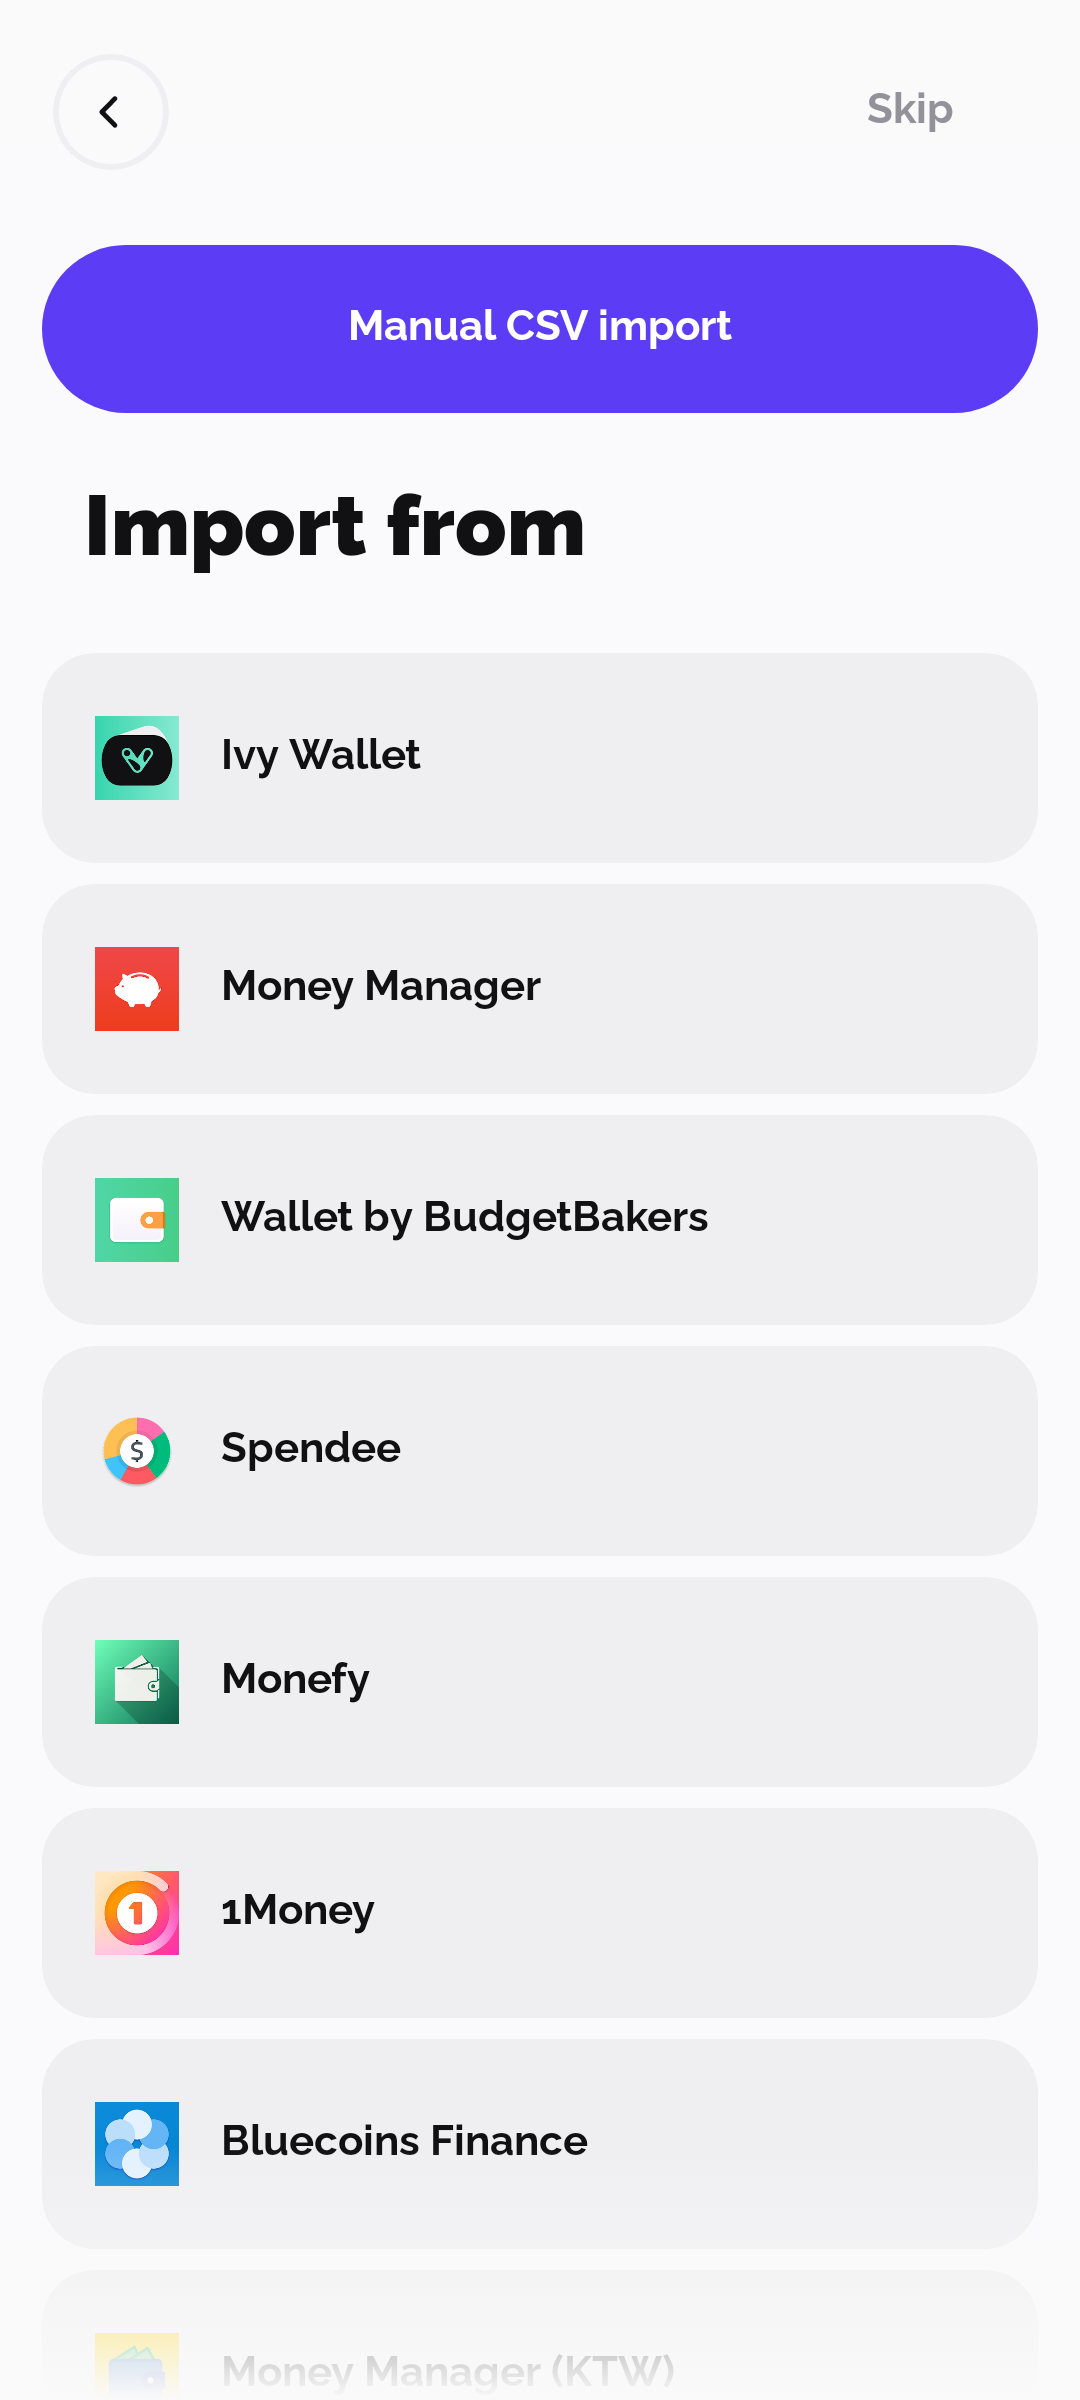 Skip
Manual CSV import
Import from
Ivy Wallet
Money Manager
Wallet by BudgetBakers
Spendee
Monefy
1Money
Bluecoins Finance
Money Manager (KTW)